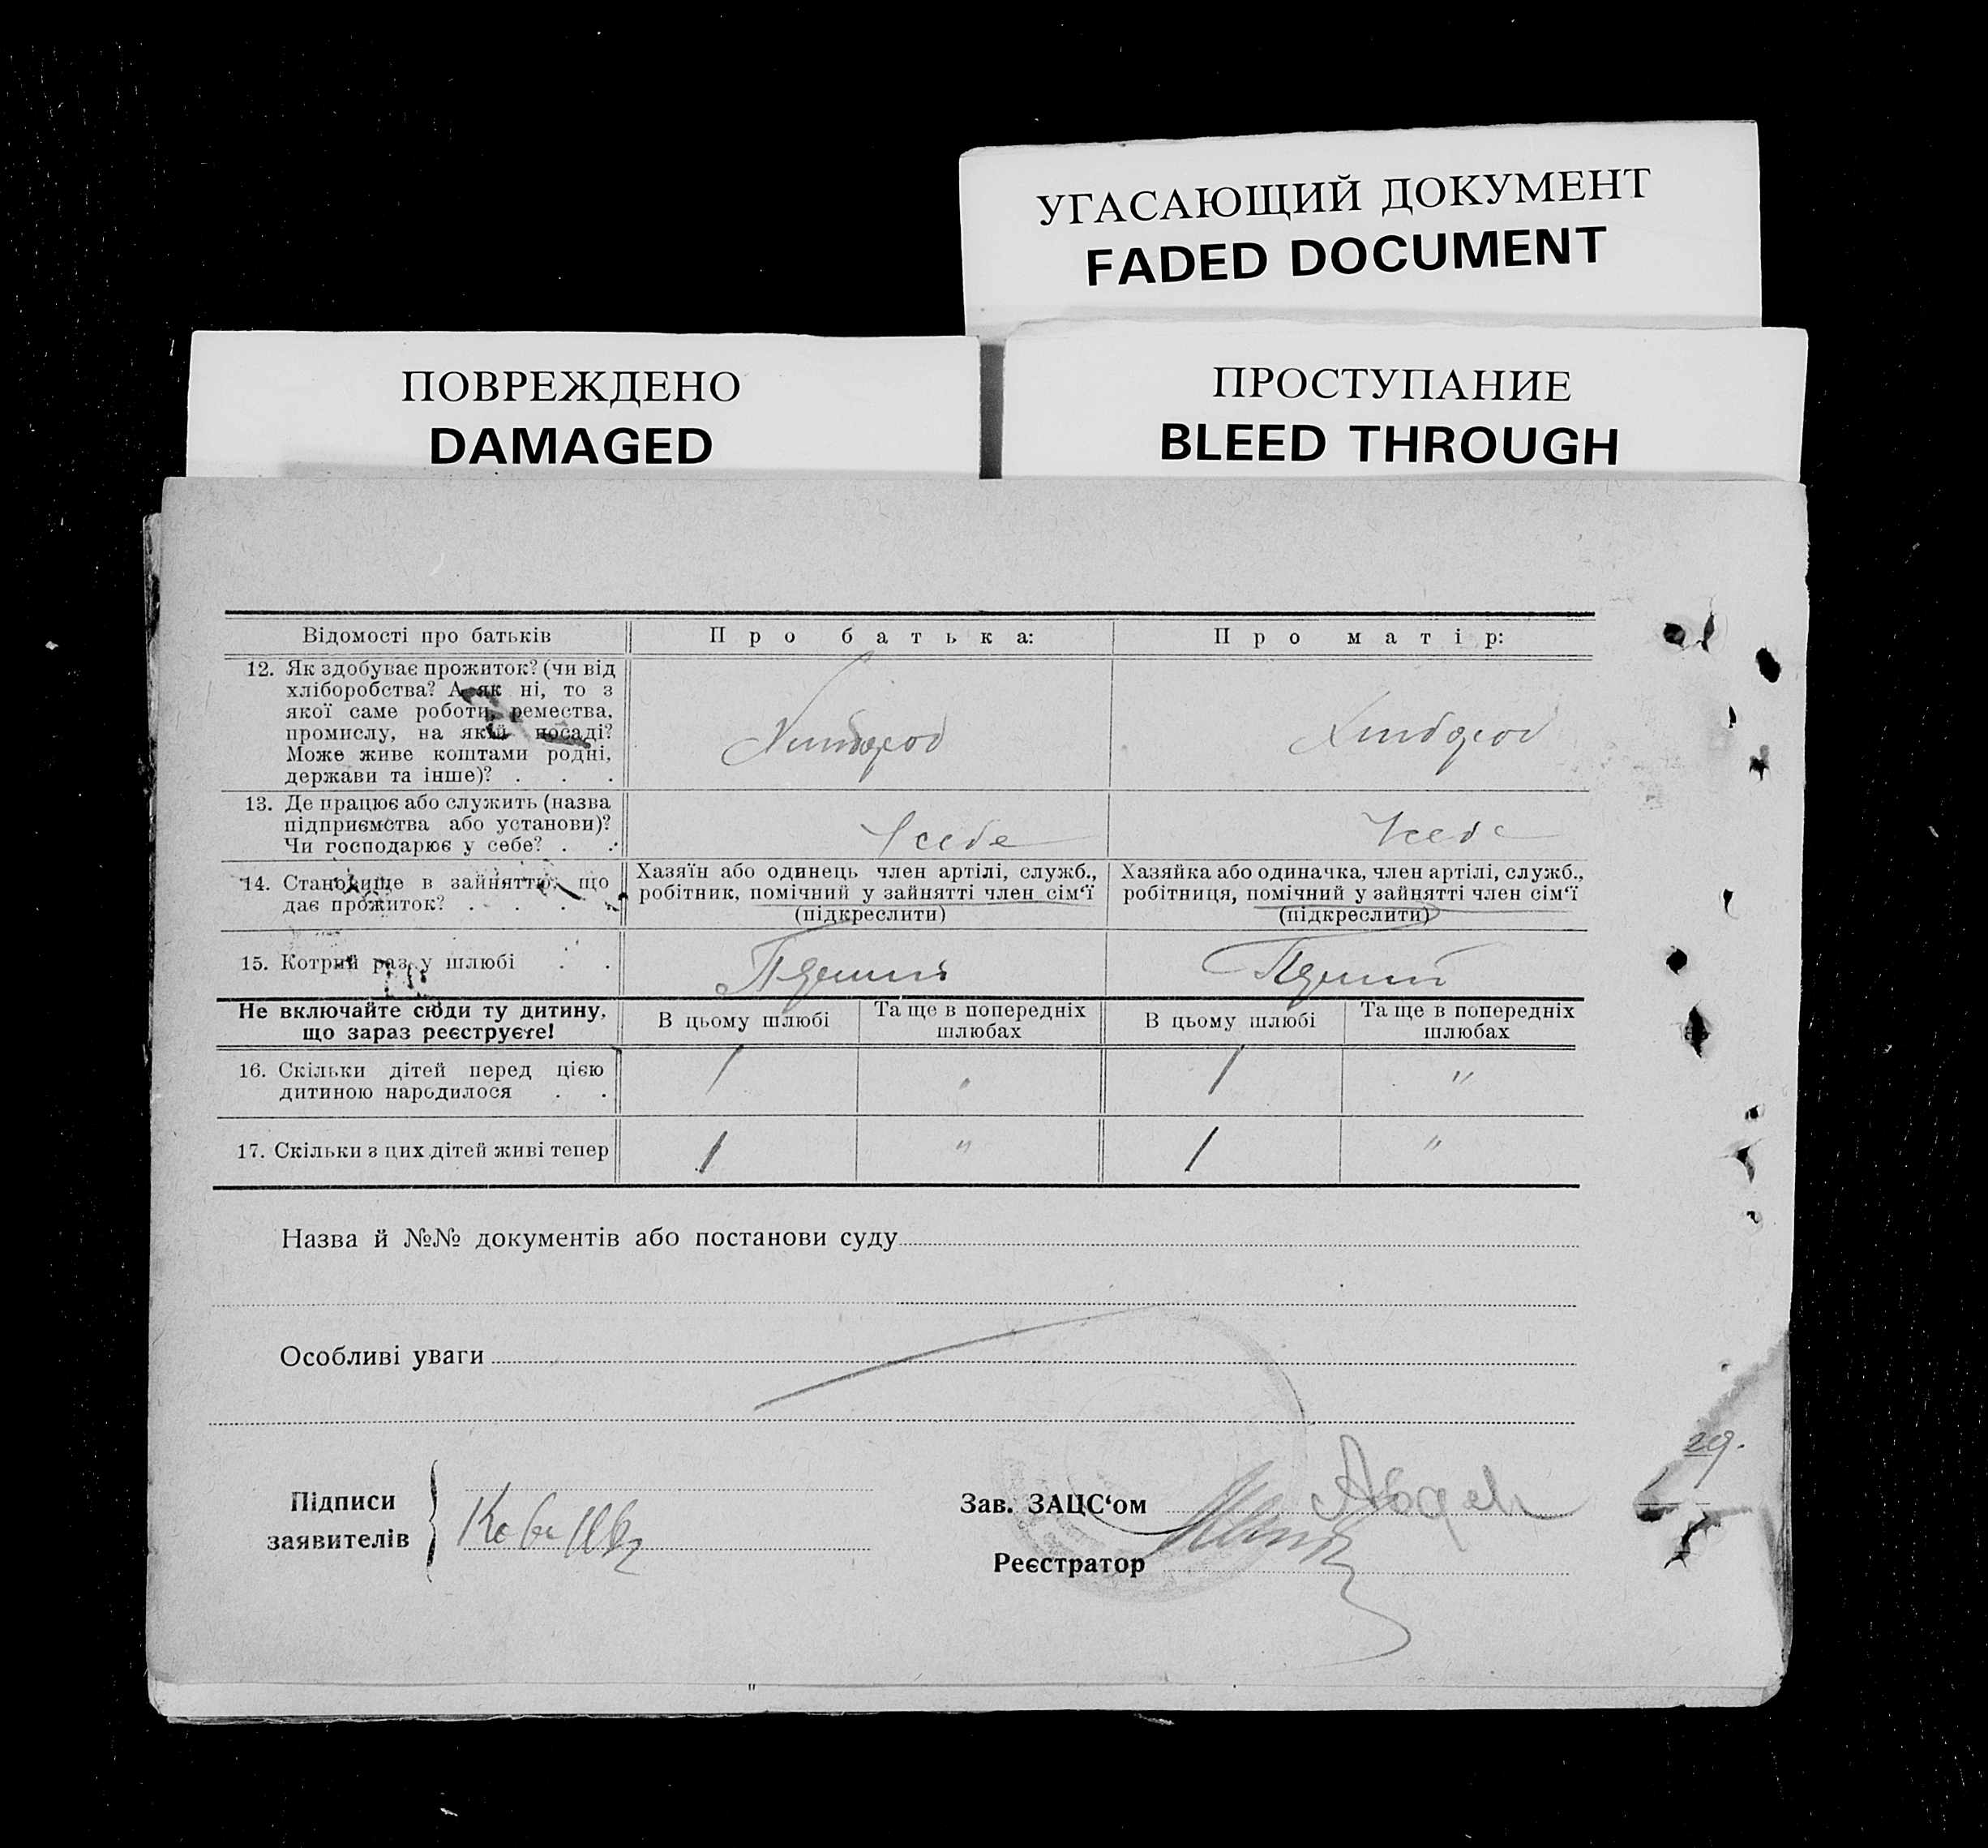 УГАСАЮЩИЙ ДОКУМЕНТ
FADED DOCUMENT
ПОВРЕЖДЕНО
DAMAGED
ПРОСТУПАНИЕ
BLEED THROUGH
Відомості про батьків
Про батька:
Про матір:
12. Як здобуває прожиток? (чи від
хліборобства? А як ні, то з
якої саме роботи, ремества,
промислу, на якій посаді?
Може живе коштами родні,
держави та інше)? . . .
13. Де працює або служить (назва
підприємства або установи)?
Чи господарює у себе? . .
У себе
У себе
14. Становище в зайнятті, що
дає прожиток? . . . .
Хазяїн або одинець член артілі, служб.,
робітник, помічний у зайнятті член сім'ї
(підкреслити)
Хазяйка або одиначка, член артілі, служб.,
робітниця, помічний у зайнятті член сім'ї
(підкреслити)
15. Котрий раз у шлюбі . .
Перший
Перший
Не включайте сюди ту дитину,
що зараз реєструєте!
В цьому шлюбі
Та ще в попередніх
шлюбах
В цьому шлюбі
Та ще в попередніх
шлюбах
16. Скільки дітей перед цією
дитиною народилося . .
1
"
1
"
17. Скільки з цих дітей живі тепер
1
"
1
"
Назва й №№ документів або постанови суду
Особливі уваги
29.
Підписи
заявителів
Зав. ЗАЦС'ом
Реєстратор